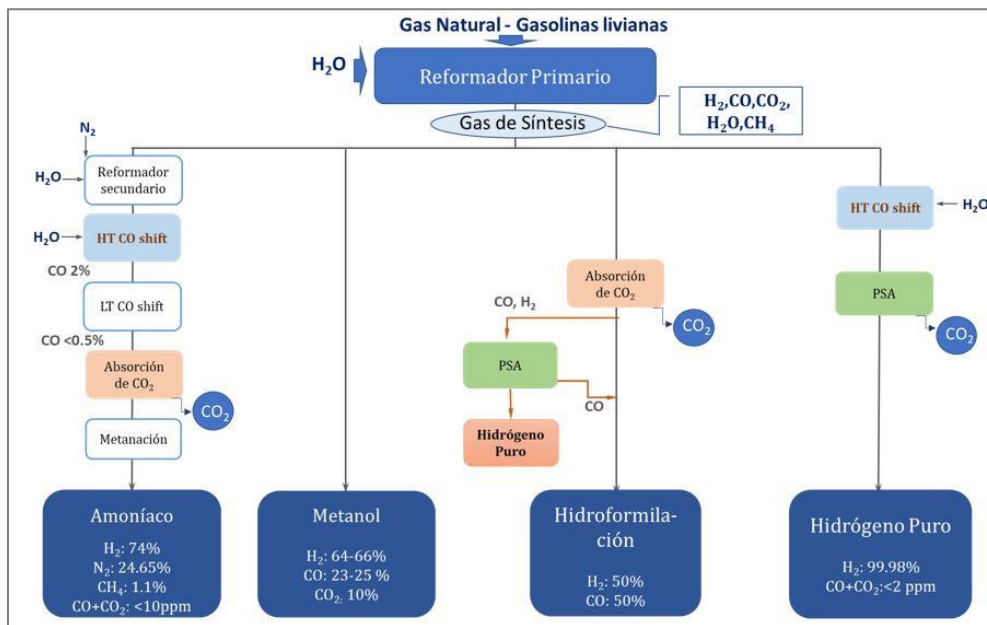 Gas Natural - Gasolinas livianas
H₂O
Reformador Primario
Gas de Síntesis
H₂,CO,CO₂,
H₂O,CH₄
N₂
H₂O
Reformador
secundario
H₂O
HT CO shift
CO 2%
LT CO shift
CO <0.5%
Absorción
de CO₂
CO₂
Metanación
Amoníaco
H₂: 74%
N₂: 24.65%
CH₄: 1.1%
CO+CO₂: <10ppm
Metanol
H₂: 64-66%
CO: 23-25 %
CO₂: 10%
Absorción
de CO₂
CO₂
CO, H₂
PSA
CO
Hidrógeno
Puro
Hidroformila-
ción
H₂: 50%
CO: 50%
HT CO shift
H₂O
PSA
CO₂
Hidrógeno Puro
H₂: 99.98%
CO+CO₂:<2 ppm